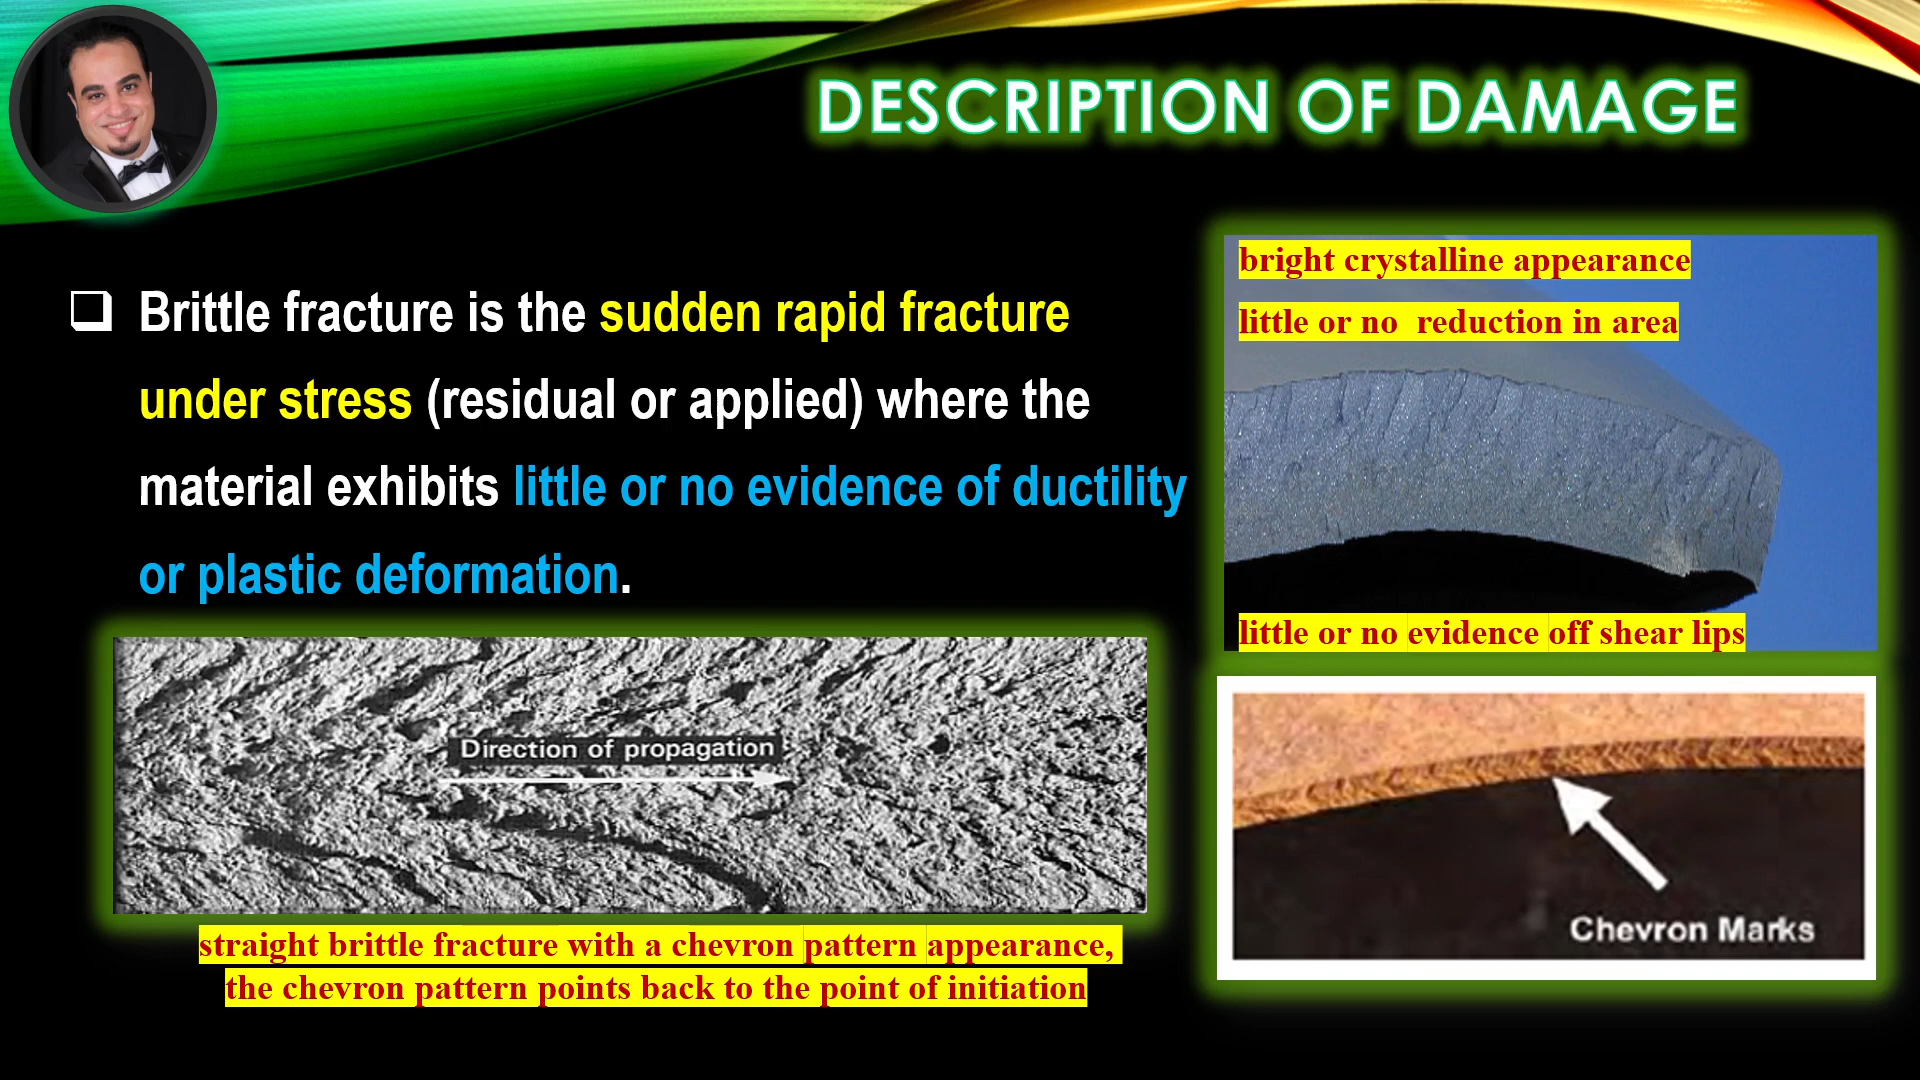 DESCRIPTION OF DAMAGE
Brittle fracture is the sudden rapid fracture
under stress (residual or applied) where the
material exhibits little or no evidence of ductility
or plastic deformation.
bright crystalline appearance
little or no reduction in area
little or no evidence off shear lips
Direction of propagation
straight brittle fracture with a chevron pattern appearance,
the chevron pattern points back to the point of initiation
Chevron Marks